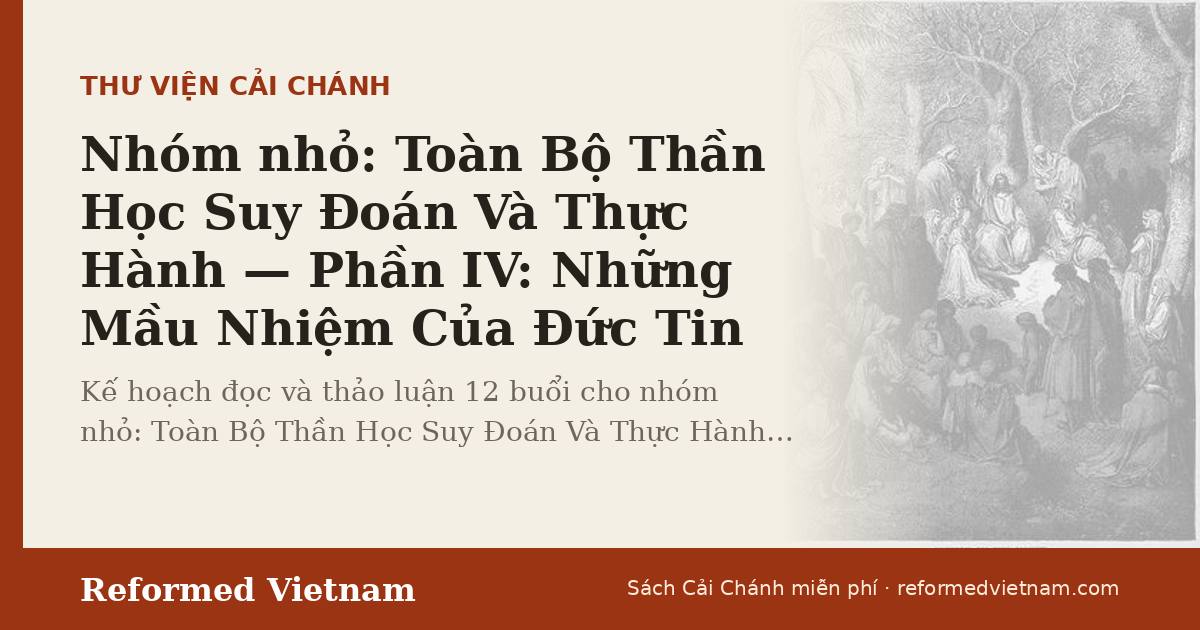 THƯ VIỆN CẢI CHÁNH
Nhóm nhỏ: Toàn Bộ Thần
Học Suy Đoán Và Thực
Hành — Phần IV: Những
Mầu Nhiệm Của Đức Tin
Kế hoạch đọc và thảo luận 12 buổi cho nhóm
nhỏ: Toàn Bộ Thần Học Suy Đoán Và Thực Hành…
Reformed Vietnam
Sách Cải Chánh miễn phí · reformedvietnam.com